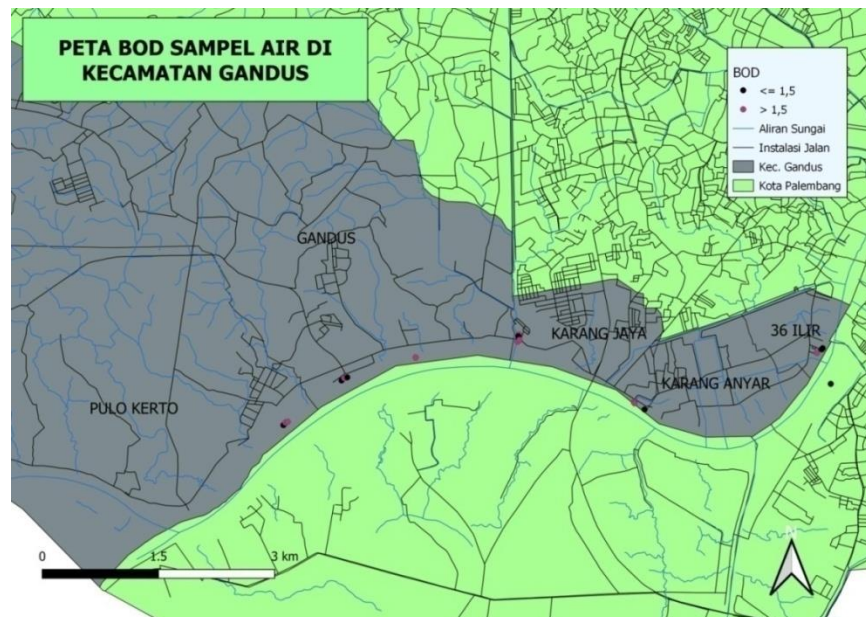 PETA BOD SAMPEL AIR DI
KECAMATAN GANDUS
BOD
<= 1,5
> 1,5
Aliran Sungai
Instalasi Jalan
Kec. Gandus
Kota Palembang
GANDUS
KARANG JAYA
36 ILIR
KARANG ANYAR
PULO KERTO
N
0 1.5 3 km